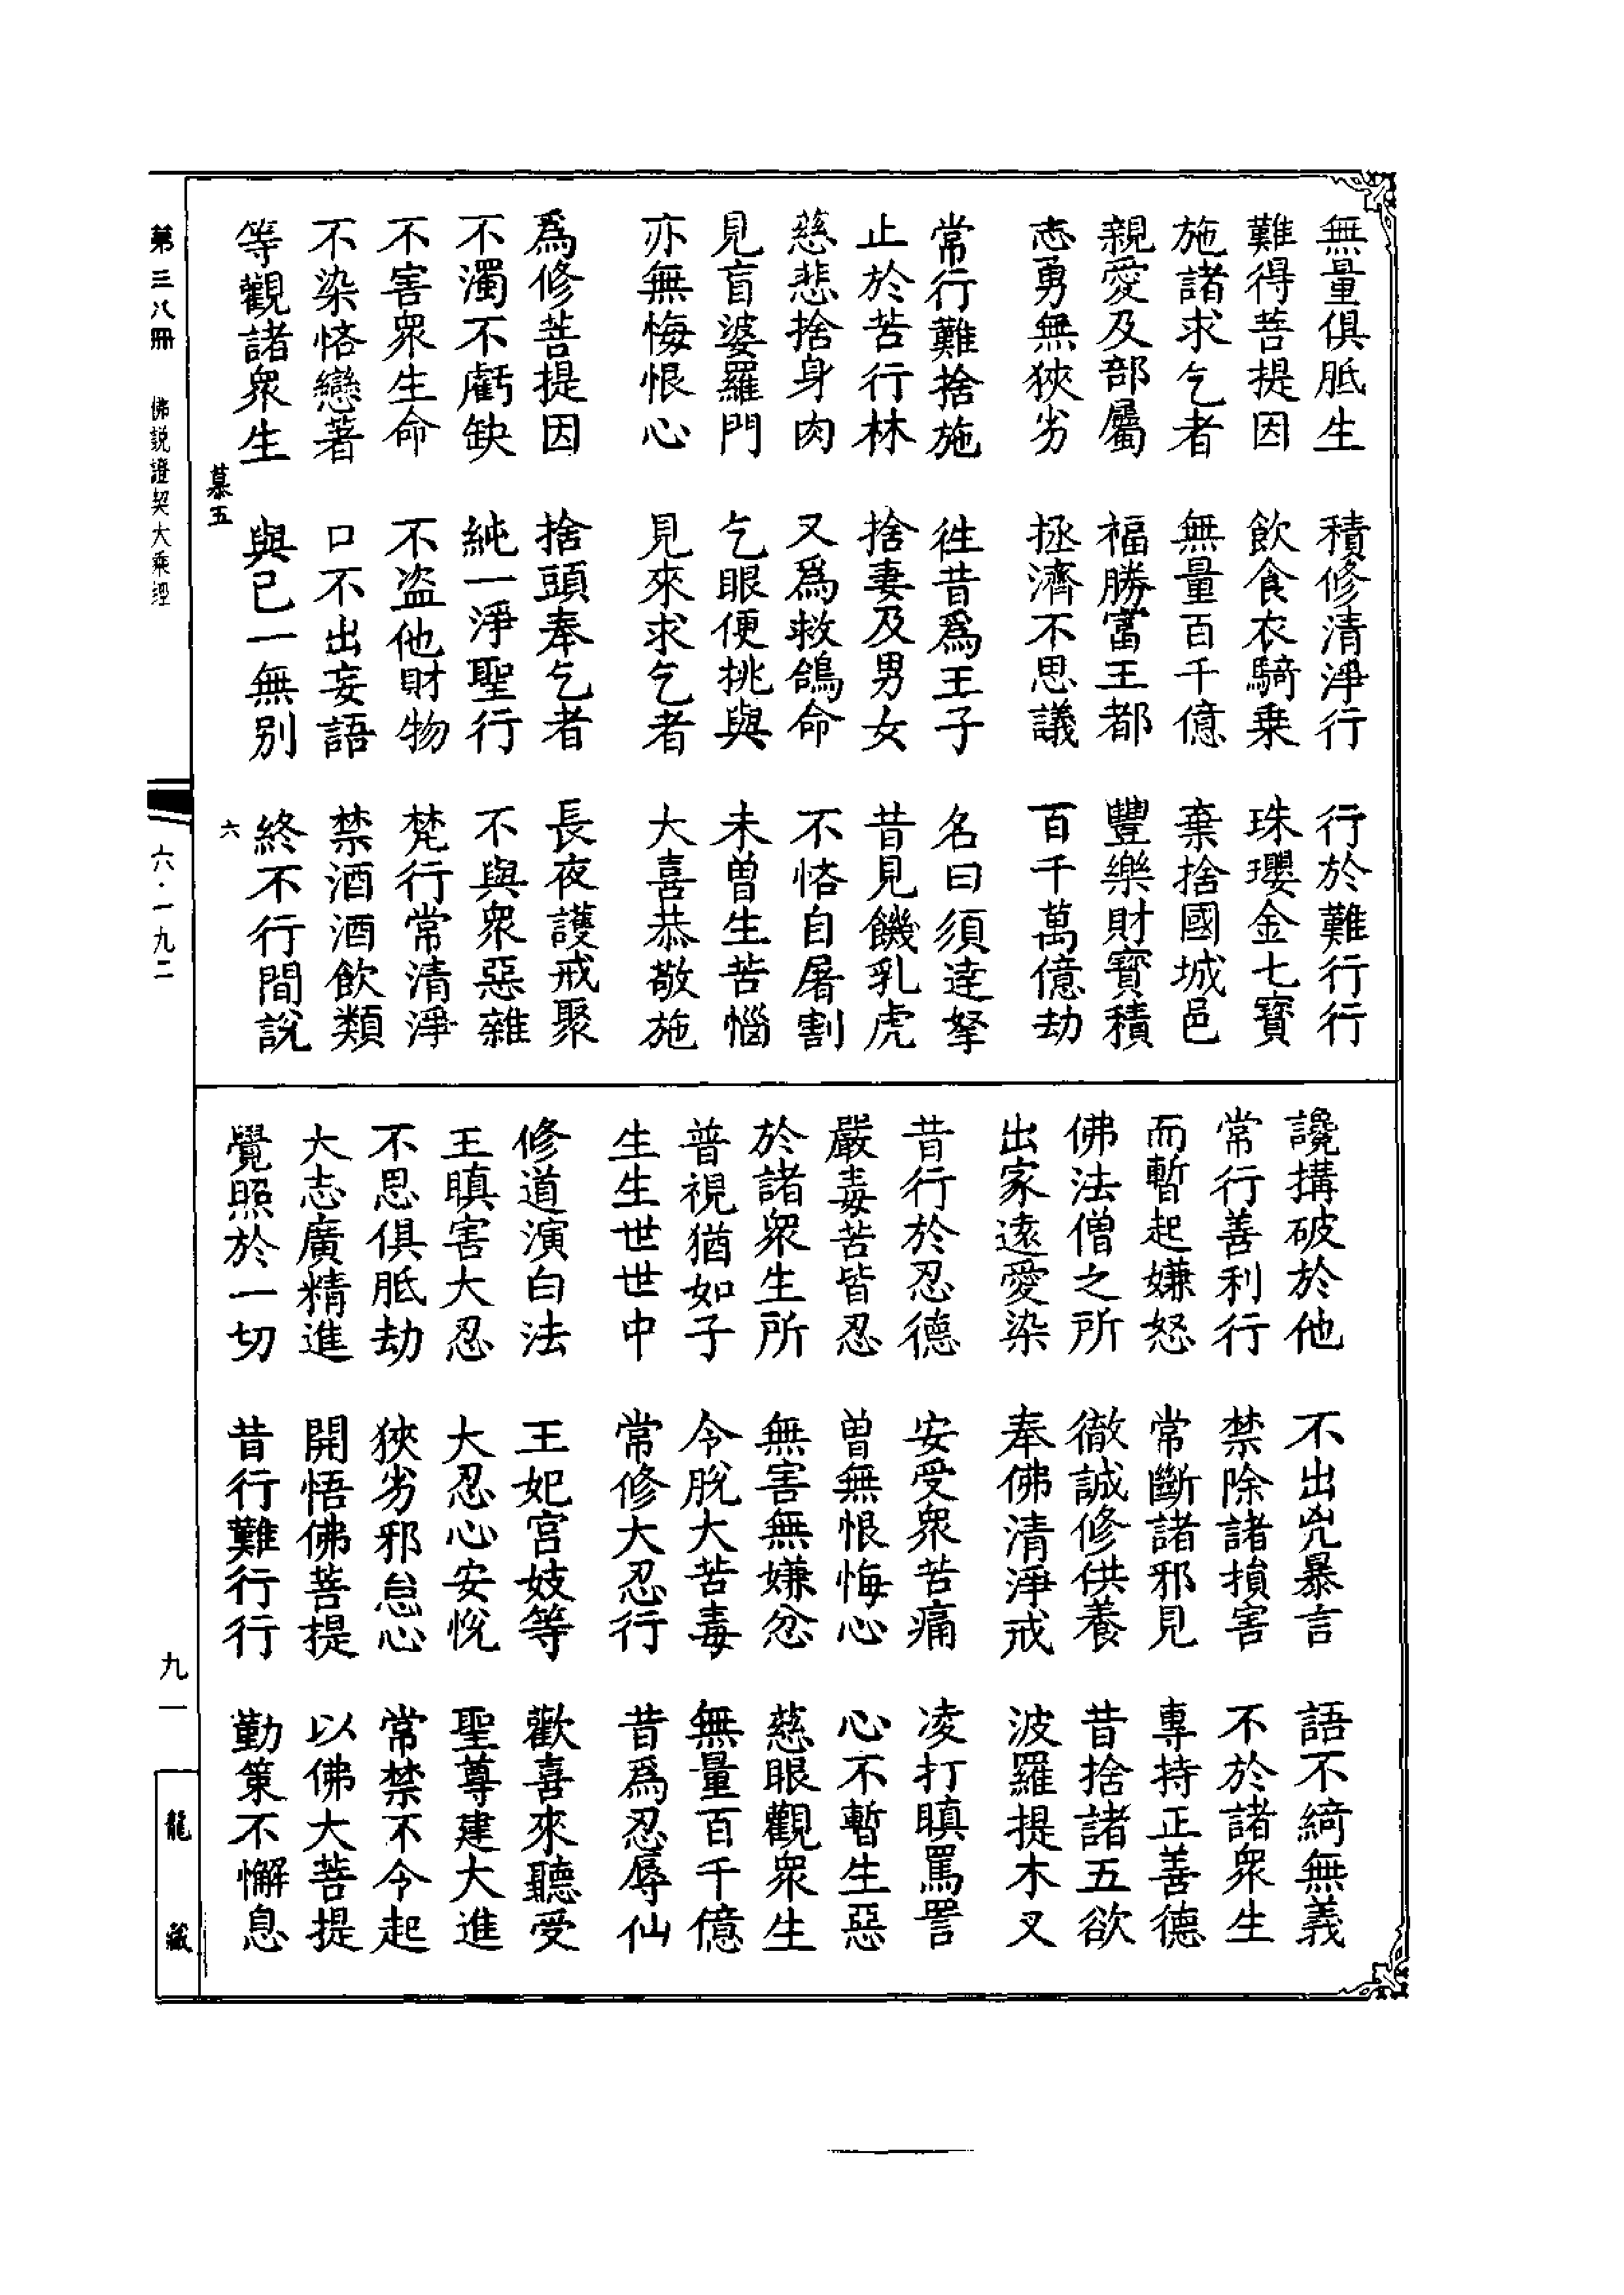 無量俱胝生　積修清淨行　行於難行行
難得菩提因　飲食衣騎乗　珠瓔金七寳
施諸求乞者　無量百千億　棄捨國城邑
親愛及部屬　福勝富王都　豐樂財寳積
志勇無狹劣　拯濟不思議　百千萬億劫
常行難捨施　往昔爲王子　名曰須達拏
止於苦行林　捨妻及男女　昔見饑乳虎
慈悲捨身肉　又爲救鴿命　不悋自屠割
見盲婆羅門　乞眼便挑與　未曽生苦惱
亦無悔恨心　見來求乞者　大喜恭敬施
爲修菩提因　捨頭奉乞者　長夜護戒聚
不濁不虧缺　純一淨聖行　不與衆惡雜
不害衆生命　不盗他財物　梵行常清淨
不染悋戀著　口不出妄語　禁酒酒飲類
等觀諸衆生　與己一無別　終不行間說
慕五　六
讒搆破於他　不出兇暴言　語不綺無義
常行善利行　禁除諸損害　不於諸衆生
而暫起嫌怒　常斷諸邪見　專持正善德
佛法僧之所　徹誠修供養　昔捨諸五欲
出家遠愛染　奉佛清淨戒　波羅提木叉
昔行於忍德　安受衆苦痛　凌打瞋罵詈
嚴毒苦皆忍　曽無恨悔心　心不暫生惡
於諸衆生所　無害無嫌忿　慈眼觀衆生
普視猶如子　令脫大苦毒　無量百千億
生生世世中　常修大忍行　昔爲忍辱仙
修道演白法　王妃宮妓等　歡喜來聽受
王瞋害大忍　大忍心安悅　聖尊建大進
不思俱胝劫　狹劣邪怠心　常禁不令起
大志廣精進　開悟佛菩提　以佛大菩提
覺照於一切　昔行難行行　勤策不懈息
第三八冊　佛説證契大乘經　六·一九二　九一　龍藏